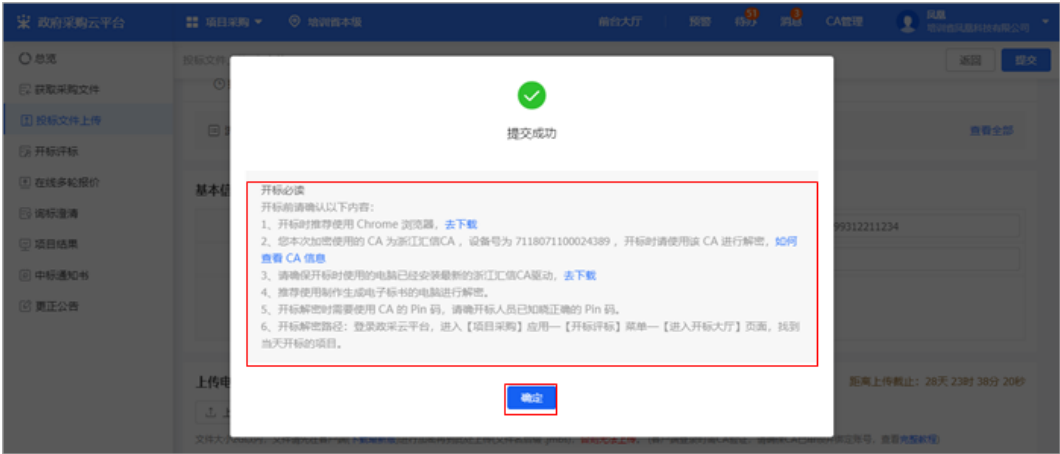 政府采购云平台
项目采购
培训省本级
前台大厅
预警
待办
51
消息
3
CA管理
凤凰
培训省凤凰科技有限公司
总览
获取采购文件
投标文件上传
开标评标
在线多轮报价
询标澄清
项目结果
中标通知书
更正公告
投标文件
返回
提交
查看全部
基本信
99312211234
提交成功
开标必读
开标前请确认以下内容：
1、开标时推荐使用 Chrome 浏览器，去下载
2、您本次加密使用的 CA 为浙江汇信CA ，设备号为 7118071100024389 ，开标时请使用该 CA 进行解密，如何
查看 CA 信息
3、请确保开标时使用的电脑已经安装最新的浙江汇信CA驱动，去下载
4、推荐使用制作生成电子标书的电脑进行解密。
5、开标解密时需要使用 CA 的 Pin 码，请确开标人员已知晓正确的 Pin 码。
6、开标解密路径：登录政采云平台，进入【项目采购】应用—【开标评标】菜单—【进入开标大厅】页面，找到
当天开标的项目。
确定
上传电
距离上传截止：28天 23时 38分 20秒
查看完整教程)